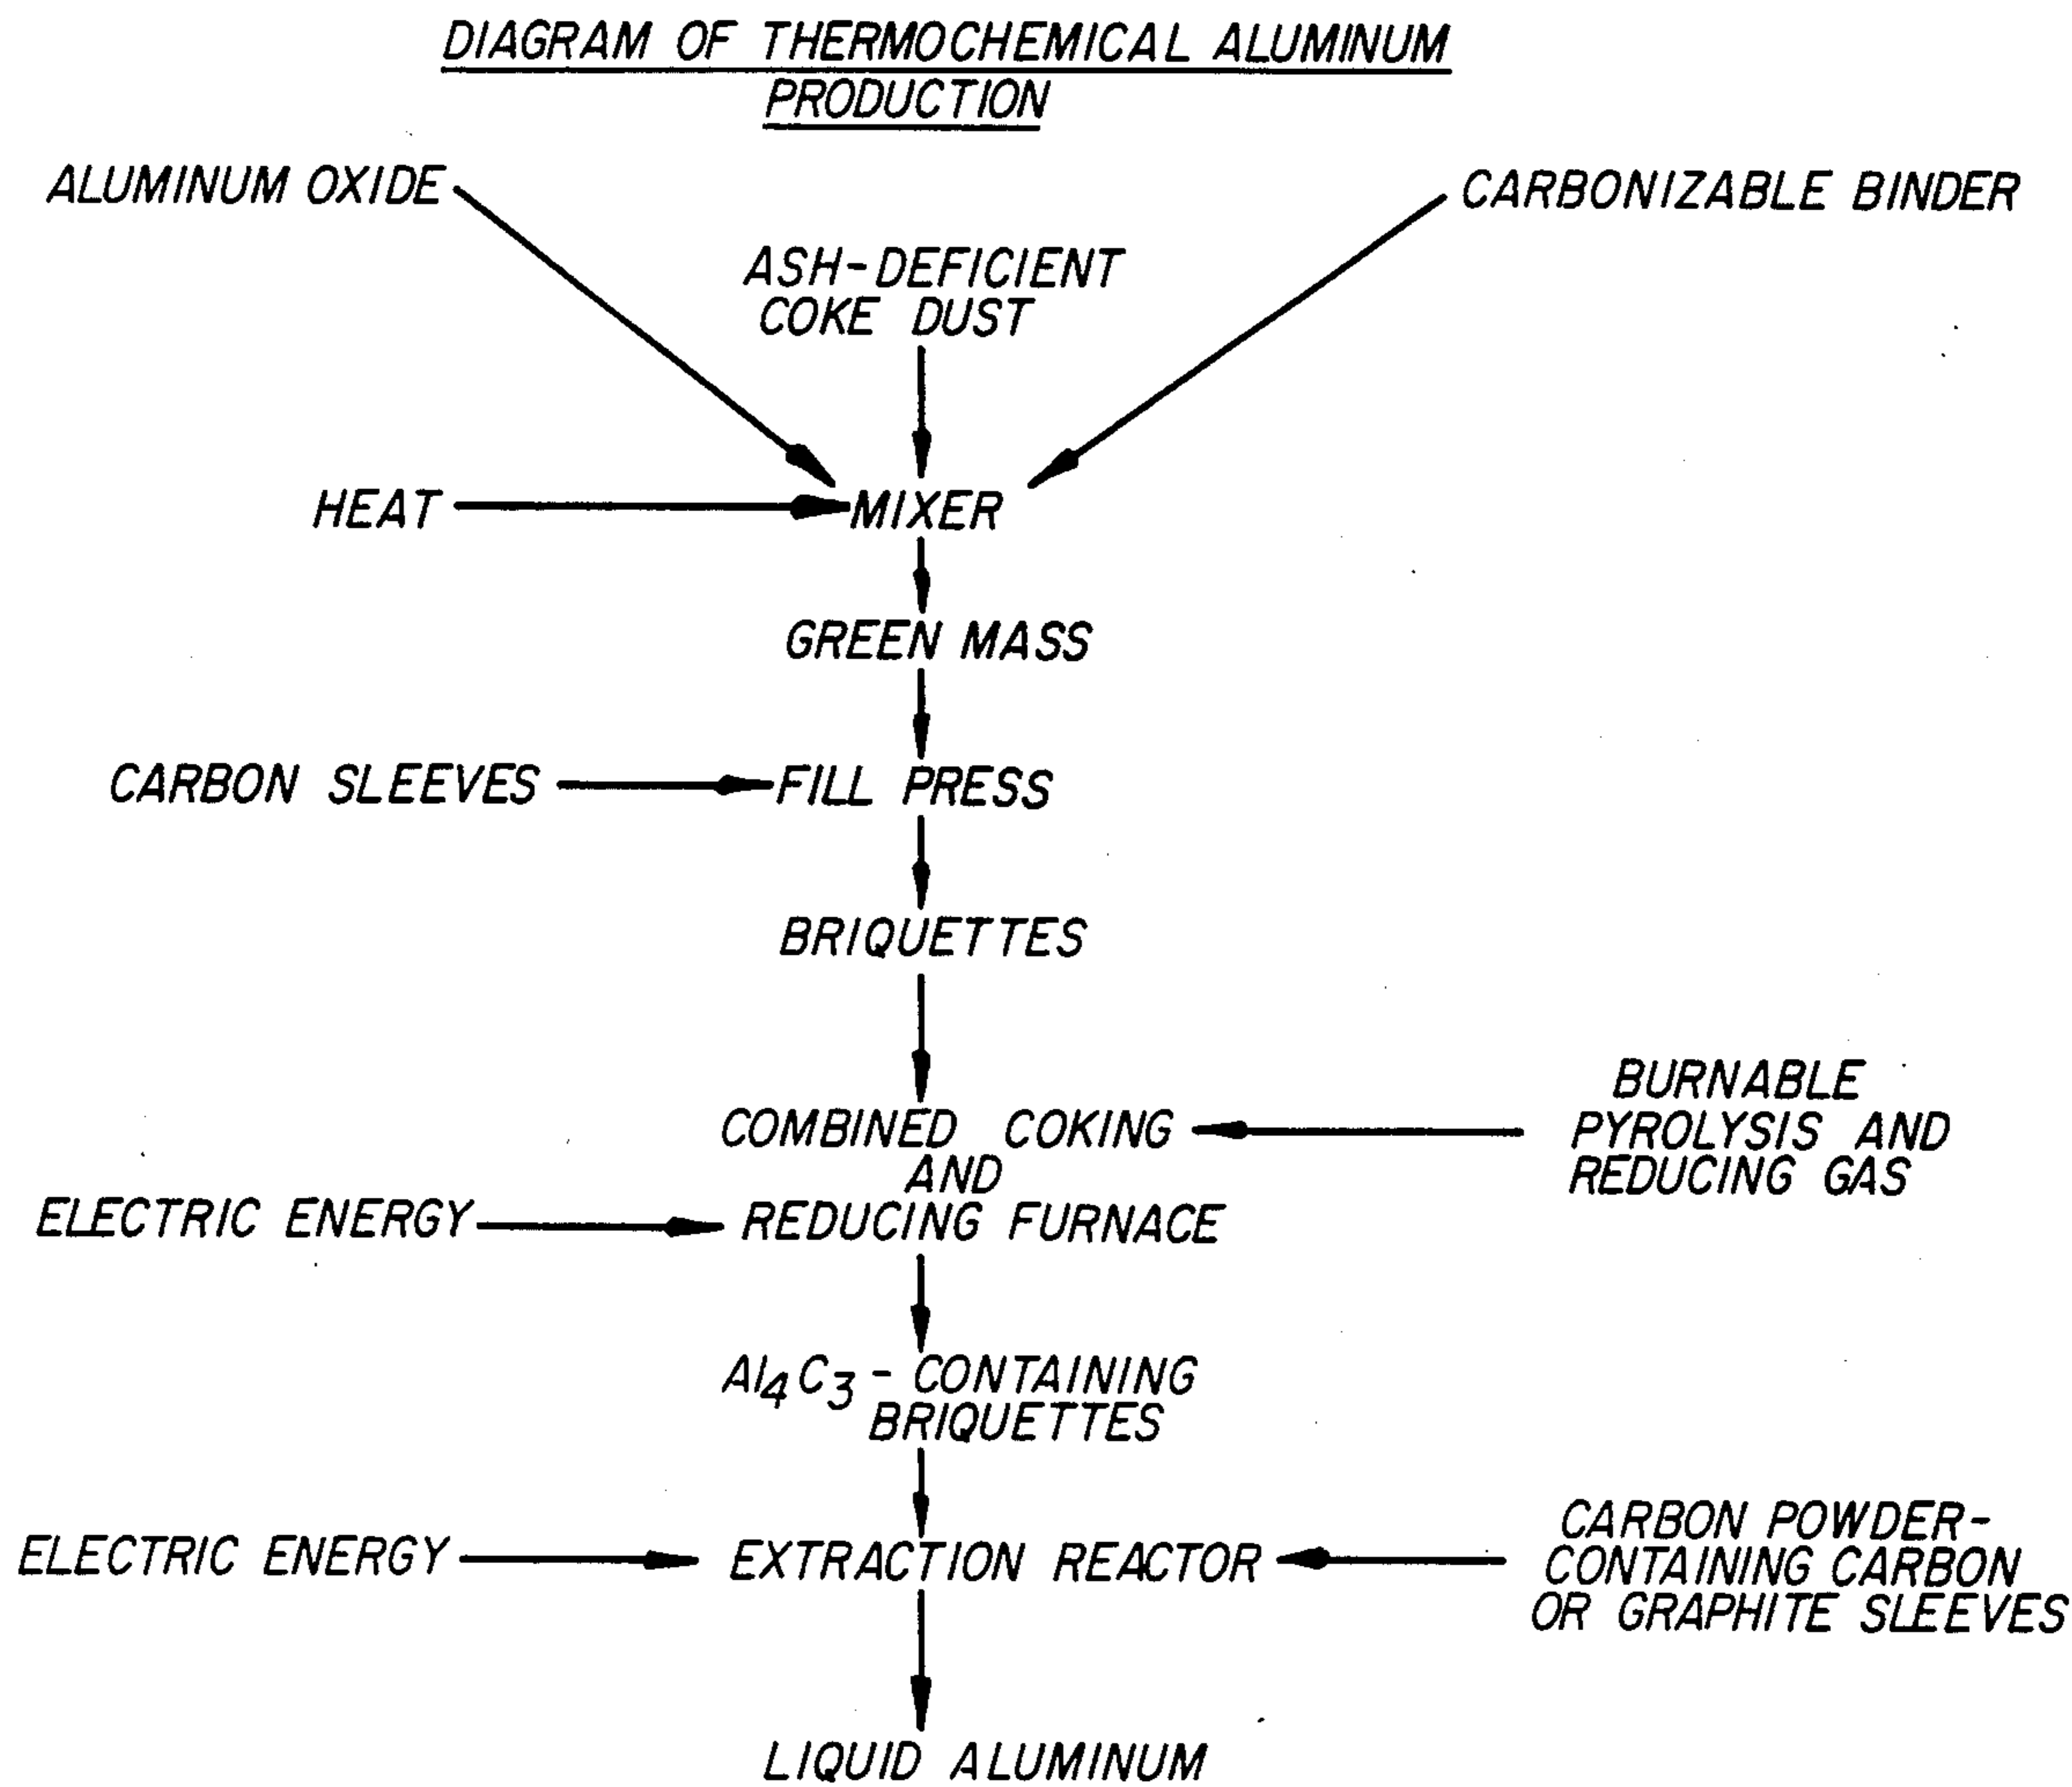 DIAGRAM OF THERMOCHEMICAL ALUMINUM
PRODUCTION
ALUMINUM OXIDE
CARBONIZABLE BINDER
ASH-DEFICIENT
COKE DUST
HEAT
MIXER
GREEN MASS
CARBON SLEEVES
FILL PRESS
BRIQUETTES
COMBINED COKING
AND
REDUCING FURNACE
BURNABLE
PYROLYSIS AND
REDUCING GAS
ELECTRIC ENERGY
Al₄C₃ - CONTAINING
BRIQUETTES
ELECTRIC ENERGY
EXTRACTION REACTOR
CARBON POWDER-
CONTAINING CARBON
OR GRAPHITE SLEEVES
LIQUID ALUMINUM